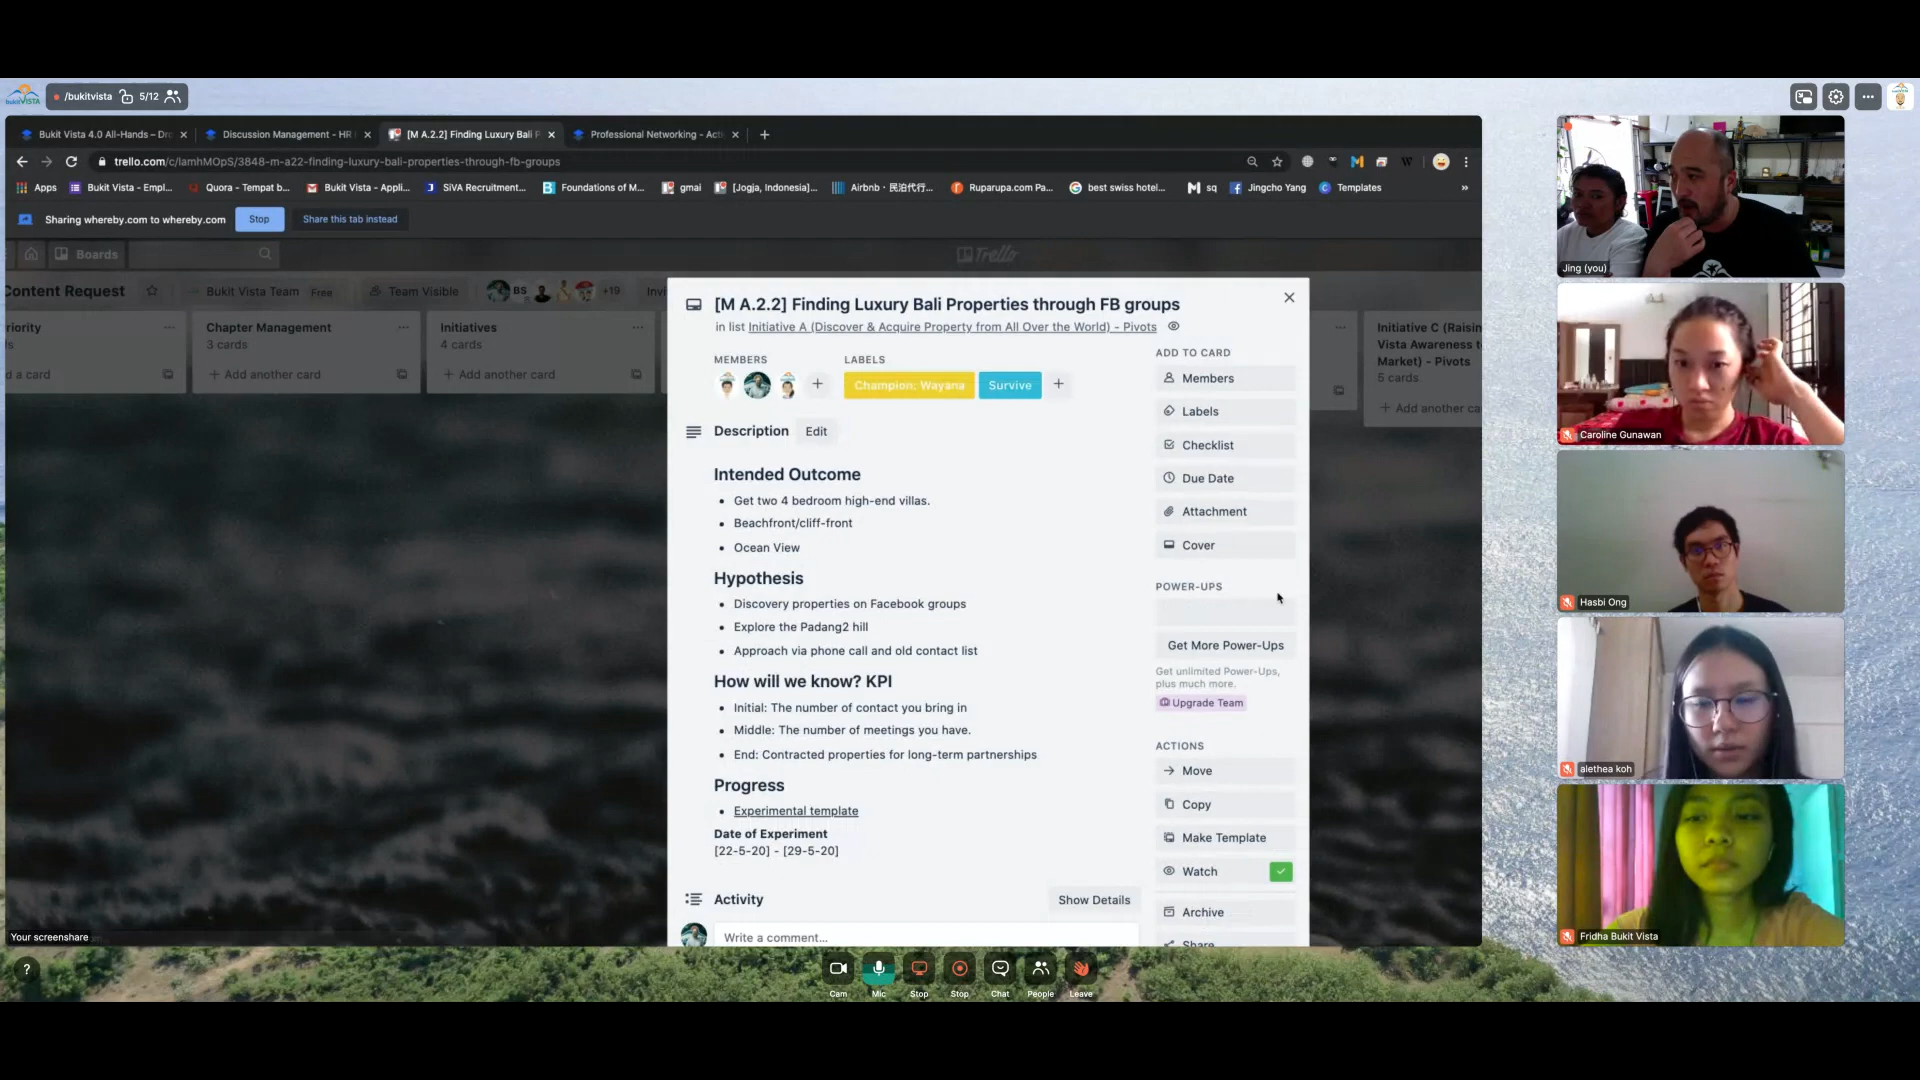 /bukitvista 5/12
Bukit Vista 4.0 All-Hands – Dr
Discussion Management - HR
[M A.2.2] Finding Luxury Bali P
Professional Networking - Act
trello.com/c/IamhMOpS/3848-m-a22-finding-luxury-bali-properties-through-fb-groups
Apps
Bukit Vista - Empl...
Quora - Tempat b...
Bukit Vista - Appli...
SiVA Recruitment...
Foundations of M...
gmai
[Jogja, Indonesia]...
Airbnb・民泊代行...
Ruparupa.com Pa...
best swiss hotel...
sq
Jingcho Yang
Templates
Sharing whereby.com to whereby.com
Stop
Share this tab instead
Boards
Trello
Content Request
Bukit Vista Team
Free
Team Visible
BS
+19
Invi
riority
s
d a card
Chapter Management
3 cards
+ Add another card
Initiatives
4 cards
+ Add another card
Initiative C (Raisin
Vista Awareness t
Market) - Pivots
5 cards
+ Add another ca
[M A.2.2] Finding Luxury Bali Properties through FB groups
in list Initiative A (Discover & Acquire Property from All Over the World) - Pivots
MEMBERS
LABELS
Champion: Wayana
Survive
Description
Edit
Intended Outcome
• Get two 4 bedroom high-end villas.
• Beachfront/cliff-front
• Ocean View
Hypothesis
• Discovery properties on Facebook groups
• Explore the Padang2 hill
• Approach via phone call and old contact list
How will we know? KPI
• Initial: The number of contact you bring in
• Middle: The number of meetings you have.
• End: Contracted properties for long-term partnerships
Progress
• Experimental template
Date of Experiment
[22-5-20] - [29-5-20]
Activity
Show Details
Write a comment...
ADD TO CARD
Members
Labels
Checklist
Due Date
Attachment
Cover
POWER-UPS
Get More Power-Ups
Get unlimited Power-Ups,
plus much more.
Upgrade Team
ACTIONS
Move
Copy
Make Template
Watch
Archive
Share
Your screenshare
Jing (you)
Caroline Gunawan
Hasbi Ong
alethea koh
Fridha Bukit Vista
?
Cam
Mic
Stop
Stop
Chat
People
Leave